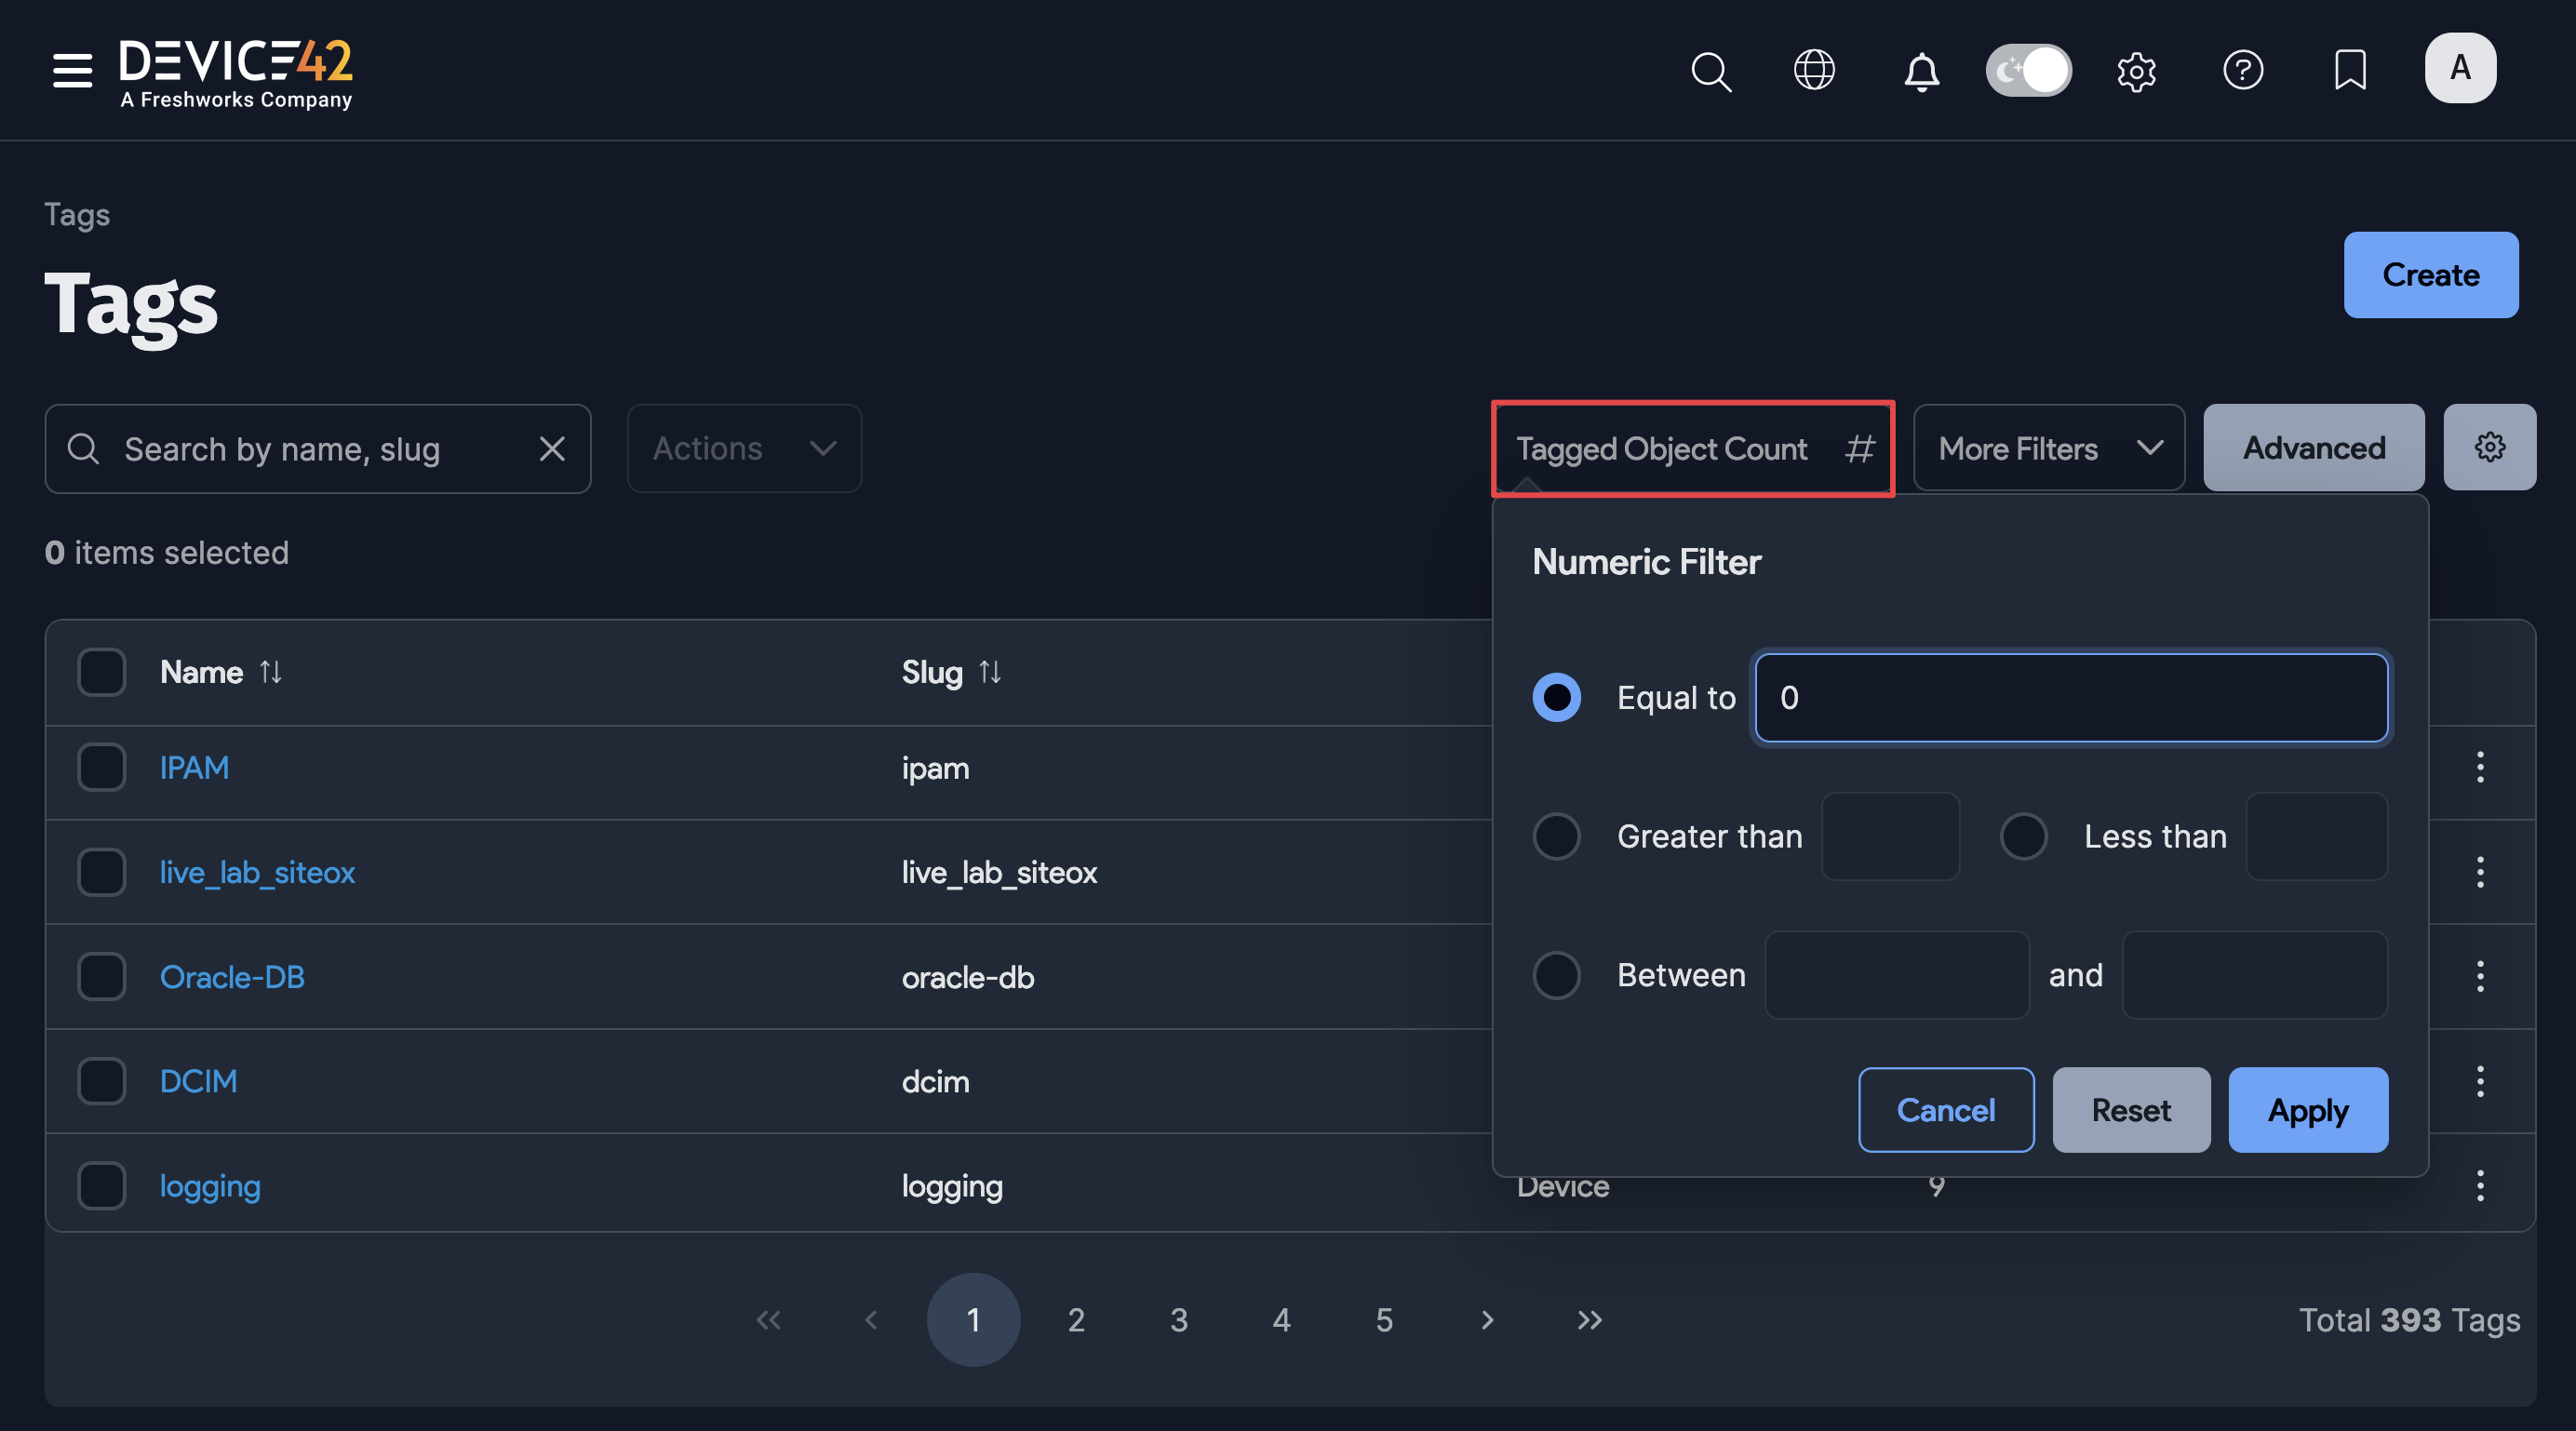 DEVICE42
A Freshworks Company
A
Tags
Tags
Create
Search by name, slug
Actions
Tagged Object Count #
More Filters
Advanced
0 items selected
Numeric Filter
Equal to 0
Greater than
Less than
Between
and
Cancel
Reset
Apply
Name
Slug
IPAM
ipam
live_lab_siteox
live_lab_siteox
Oracle-DB
oracle-db
DCIM
dcim
logging
logging
Device
9
« ‹ 1 2 3 4 5 › »
Total 393 Tags